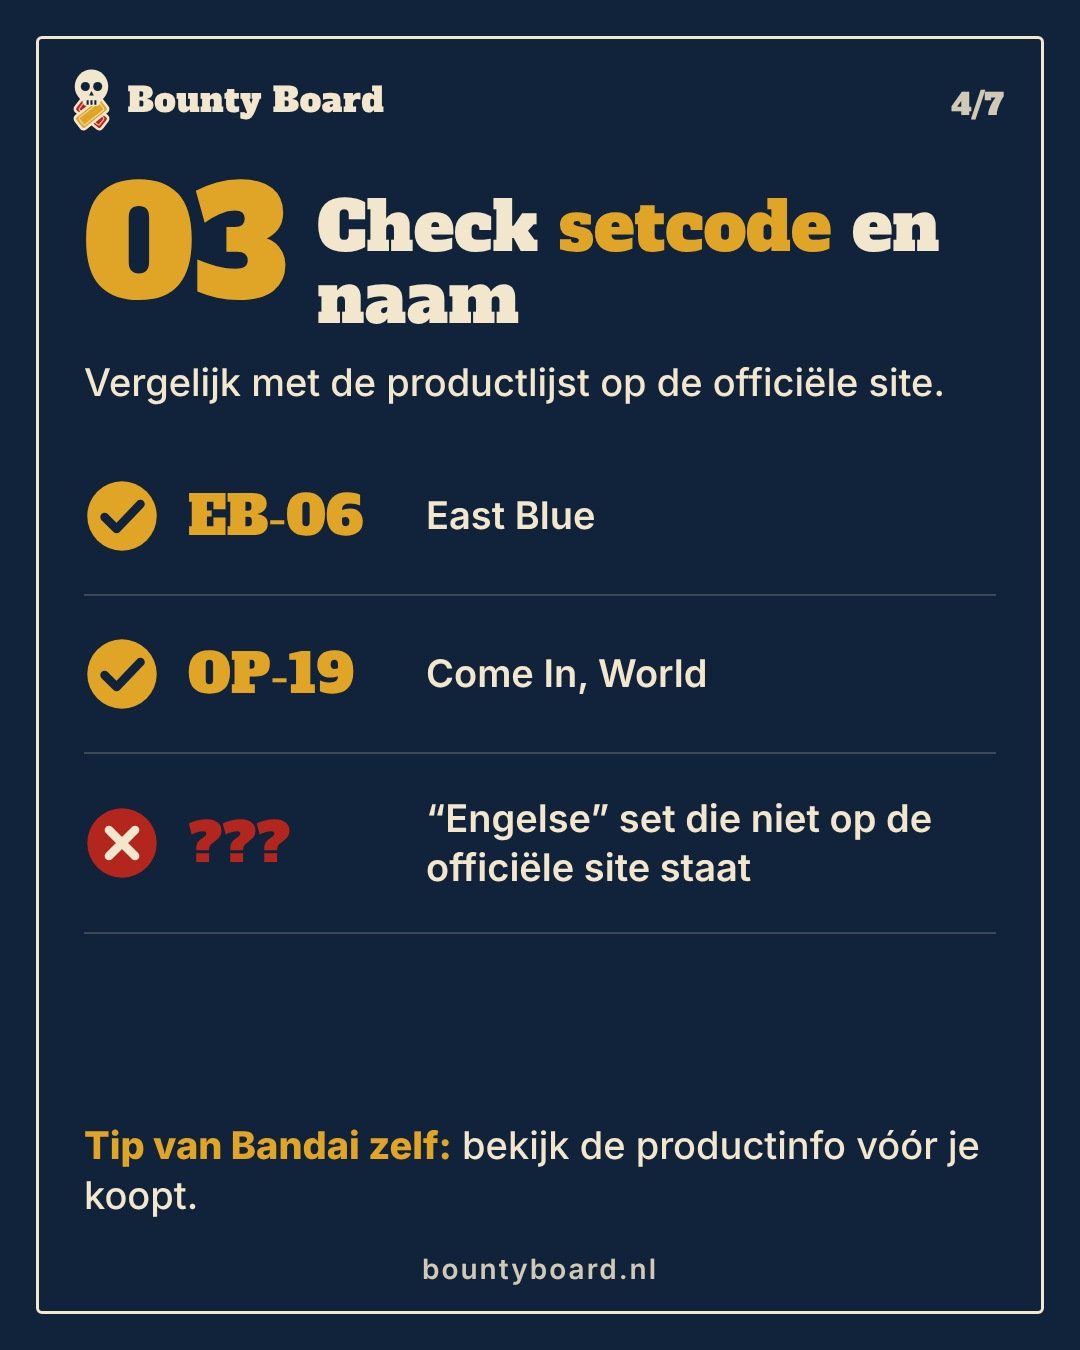 Bounty Board
4/7
03
Check setcode en
naam
Vergelijk met de productlijst op de officiële site.
EB-06
East Blue
OP-19
Come In, World
???
“Engelse” set die niet op de
officiële site staat
Tip van Bandai zelf: bekijk de productinfo vóór je
koopt.
bountyboard.nl